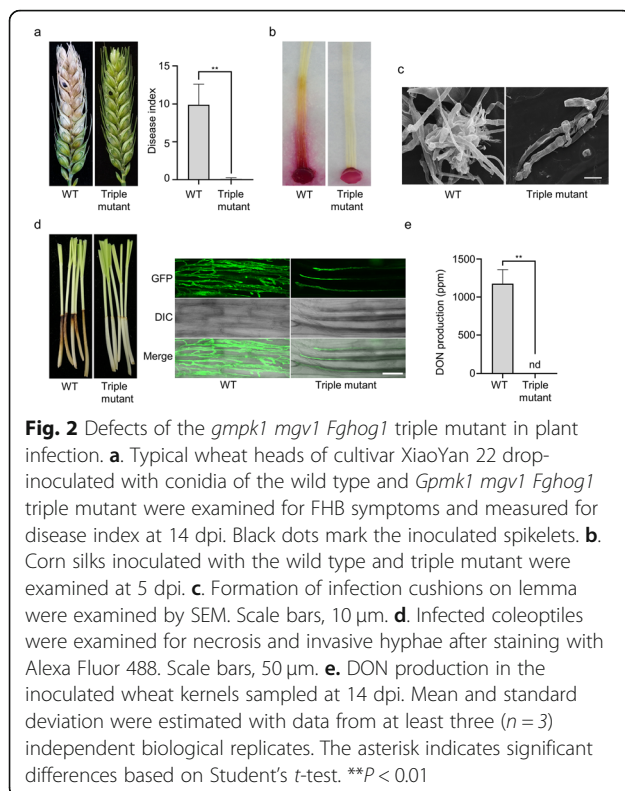 a
b
c
WT
Triple
mutant
Disease index
15
10
5
0
**
WT
Triple
mutant
WT
Triple
mutant
WT
Triple mutant
d
e
WT
Triple
mutant
GFP
DIC
Merge
WT
Triple mutant
DON production (ppm)
1500
1000
500
0
**
nd
WT
Triple
mutant
Fig. 2 Defects of the gmpk1 mgv1 Fghog1 triple mutant in plant
infection. a. Typical wheat heads of cultivar XiaoYan 22 drop-
inoculated with conidia of the wild type and Gpmk1 mgv1 Fghog1
triple mutant were examined for FHB symptoms and measured for
disease index at 14 dpi. Black dots mark the inoculated spikelets. b.
Corn silks inoculated with the wild type and triple mutant were
examined at 5 dpi. c. Formation of infection cushions on lemma
were examined by SEM. Scale bars, 10 μm. d. Infected coleoptiles
were examined for necrosis and invasive hyphae after staining with
Alexa Fluor 488. Scale bars, 50 μm. e. DON production in the
inoculated wheat kernels sampled at 14 dpi. Mean and standard
deviation were estimated with data from at least three (n = 3)
independent biological replicates. The asterisk indicates significant
differences based on Student's t-test. **P < 0.01